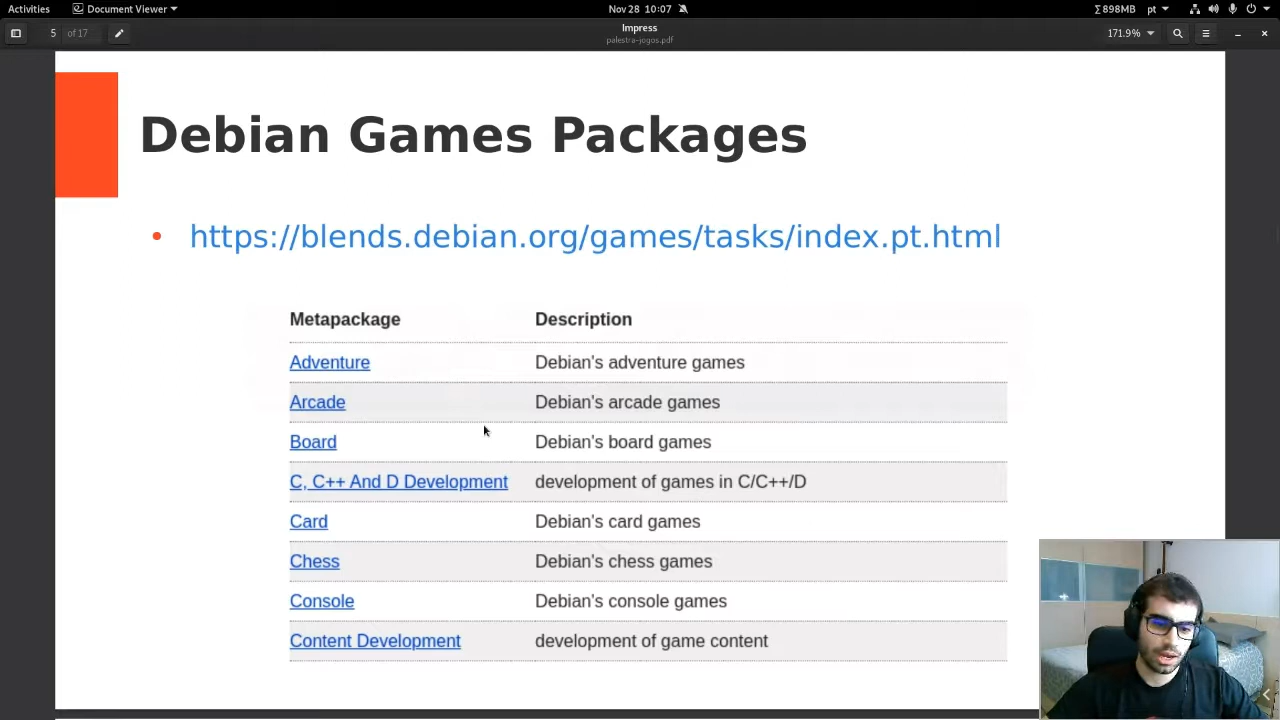 Activities Document Viewer Nov 28 10:07 Σ 898MB pt
5 of 17 Impress 171.9%
palestra-jogos.pdf
Debian Games Packages
• https://blends.debian.org/games/tasks/index.pt.html
Metapackage Description
Adventure Debian's adventure games
Arcade Debian's arcade games
Board Debian's board games
C, C++ And D Development development of games in C/C++/D
Card Debian's card games
Chess Debian's chess games
Console Debian's console games
Content Development development of game content